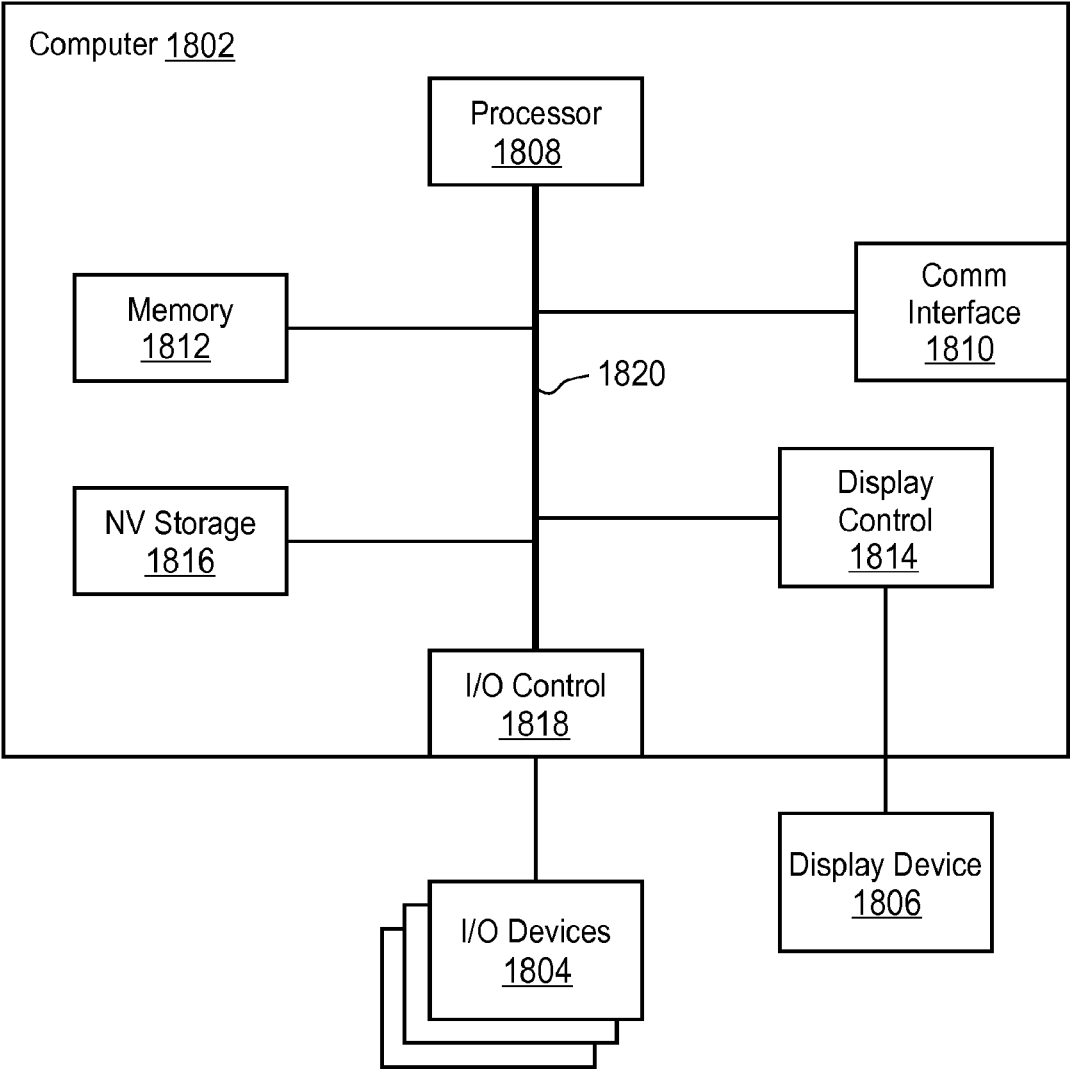 Computer 1802
Processor
1808
Comm
Interface
1810
Memory
1812
1820
Display
Control
1814
NV Storage
1816
I/O Control
1818
Display Device
1806
I/O Devices
1804